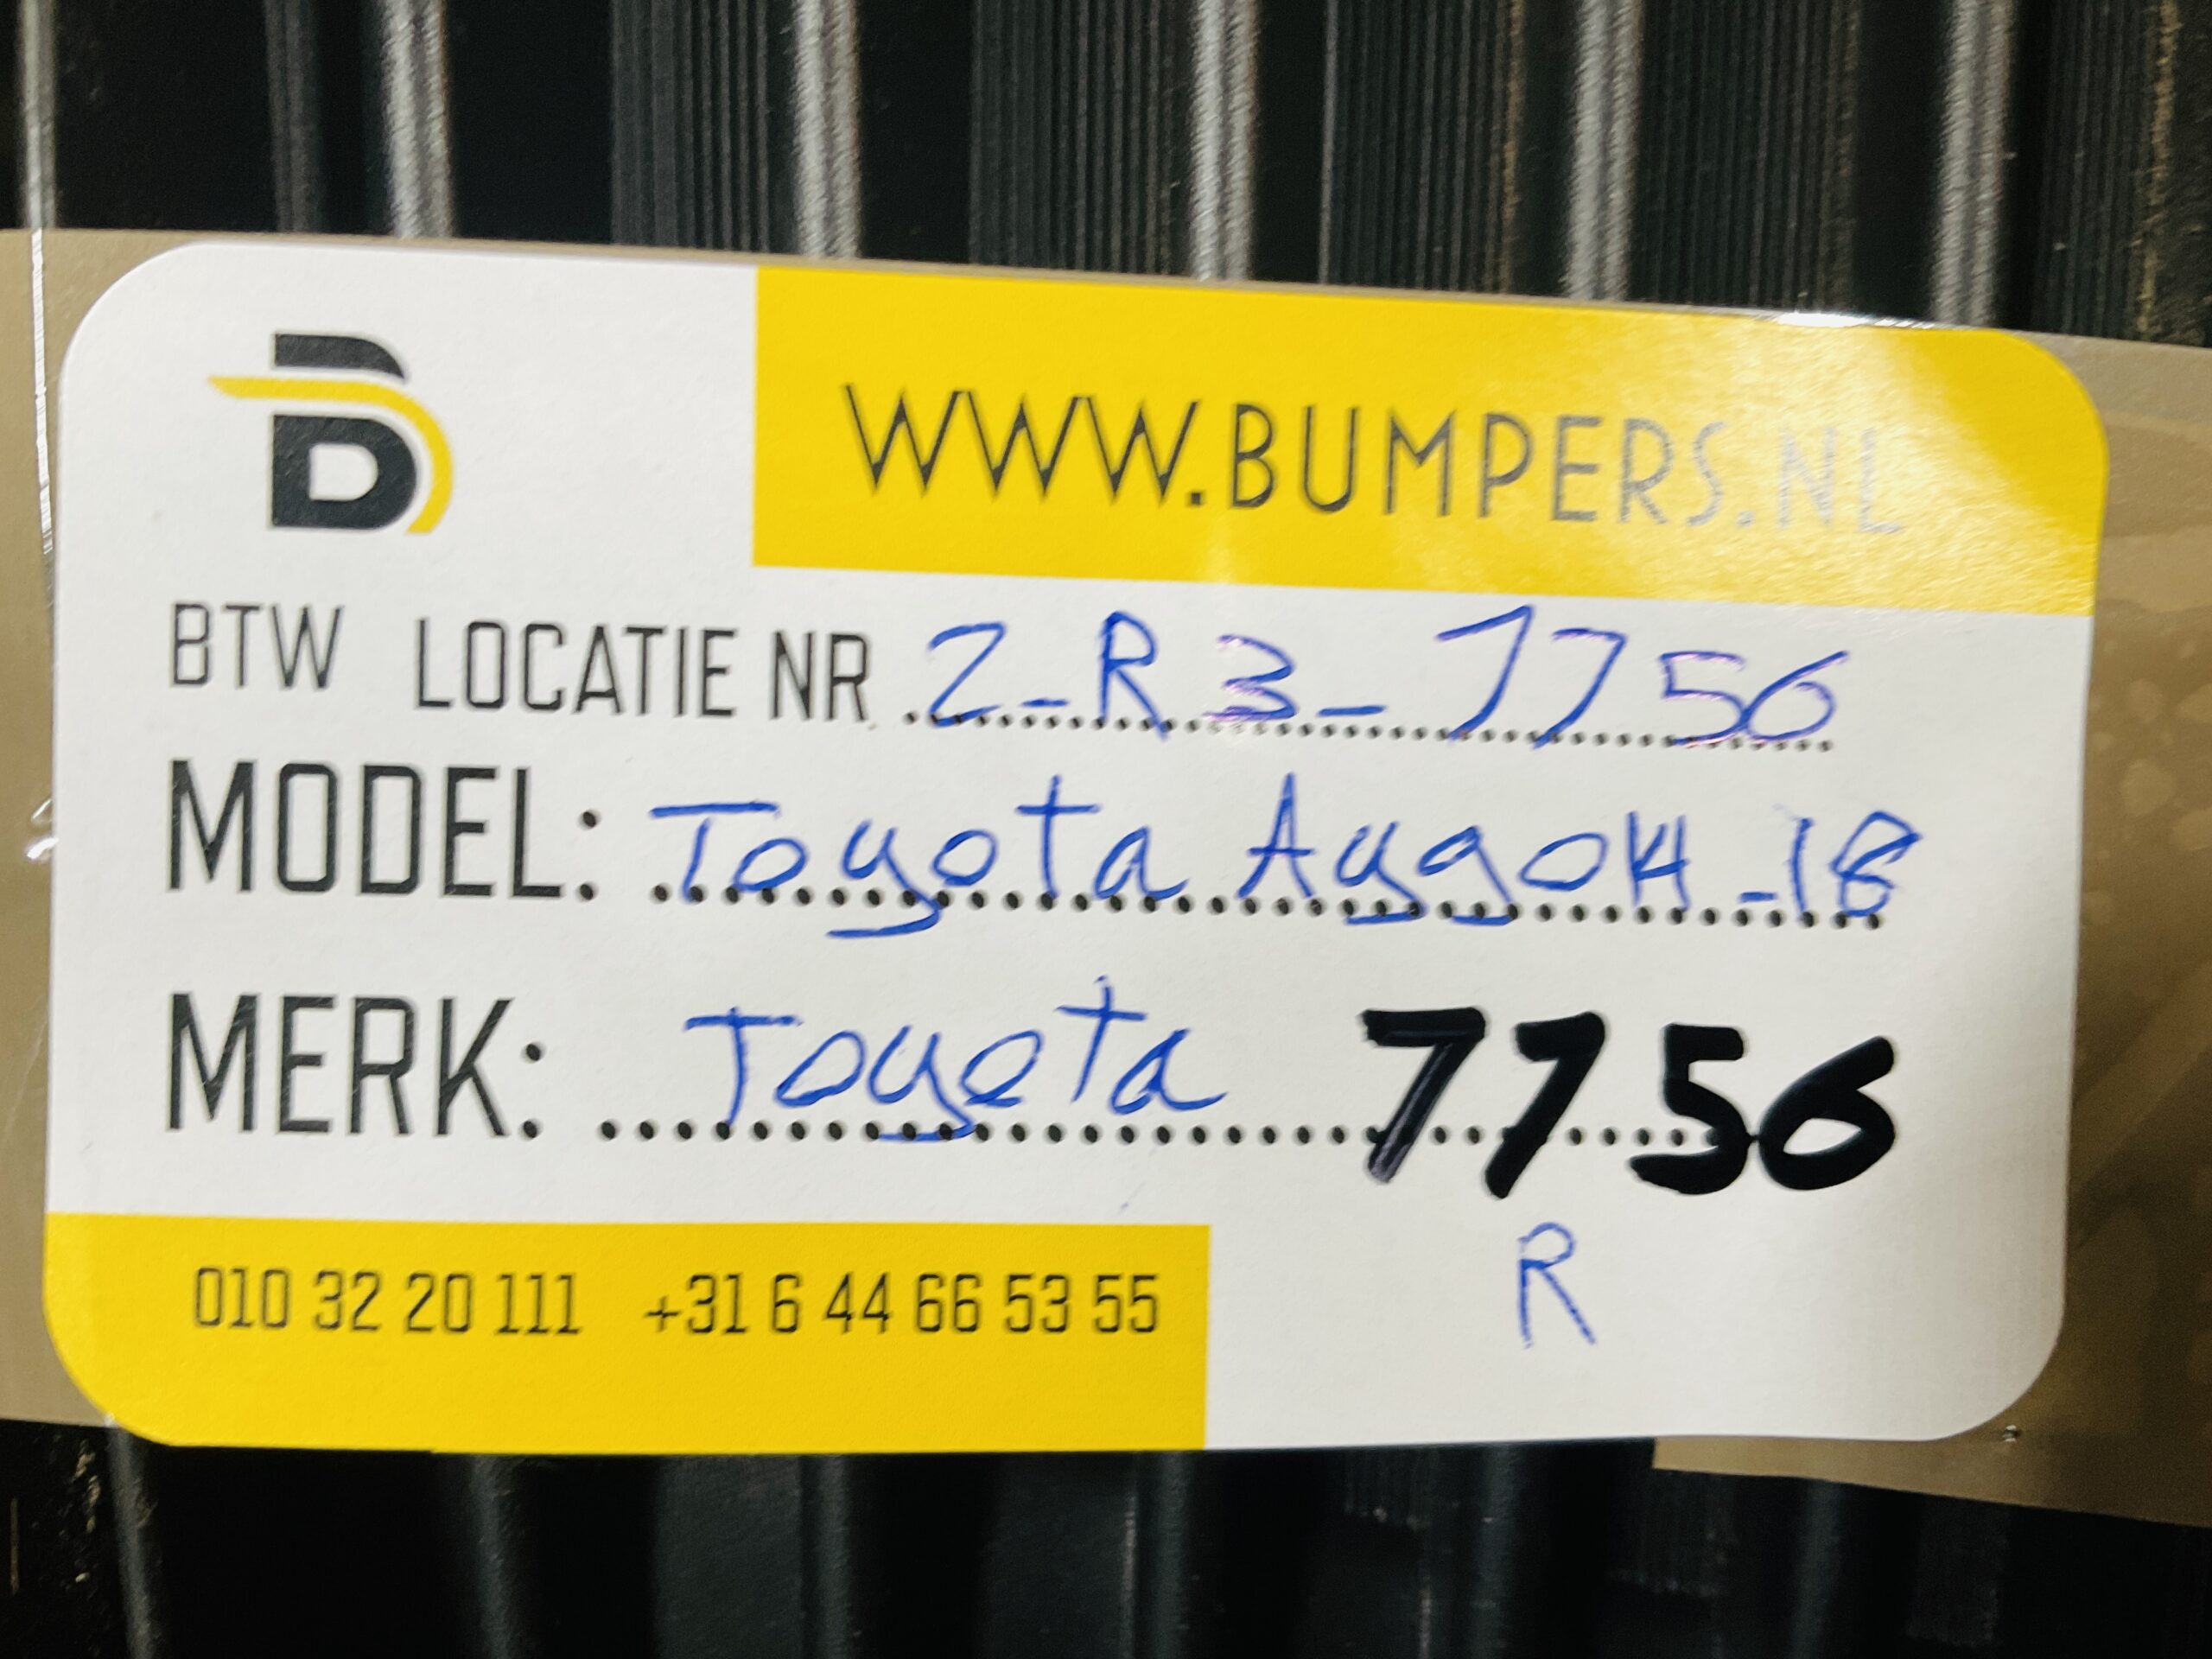 B
WWW.BUMPERS.NL
BTW LOCATIE NR 2-R3-7756
MODEL: Toyota Aygo 14-18
MERK: Toyota 7756
R
010 32 20 111 +31 6 44 66 53 55